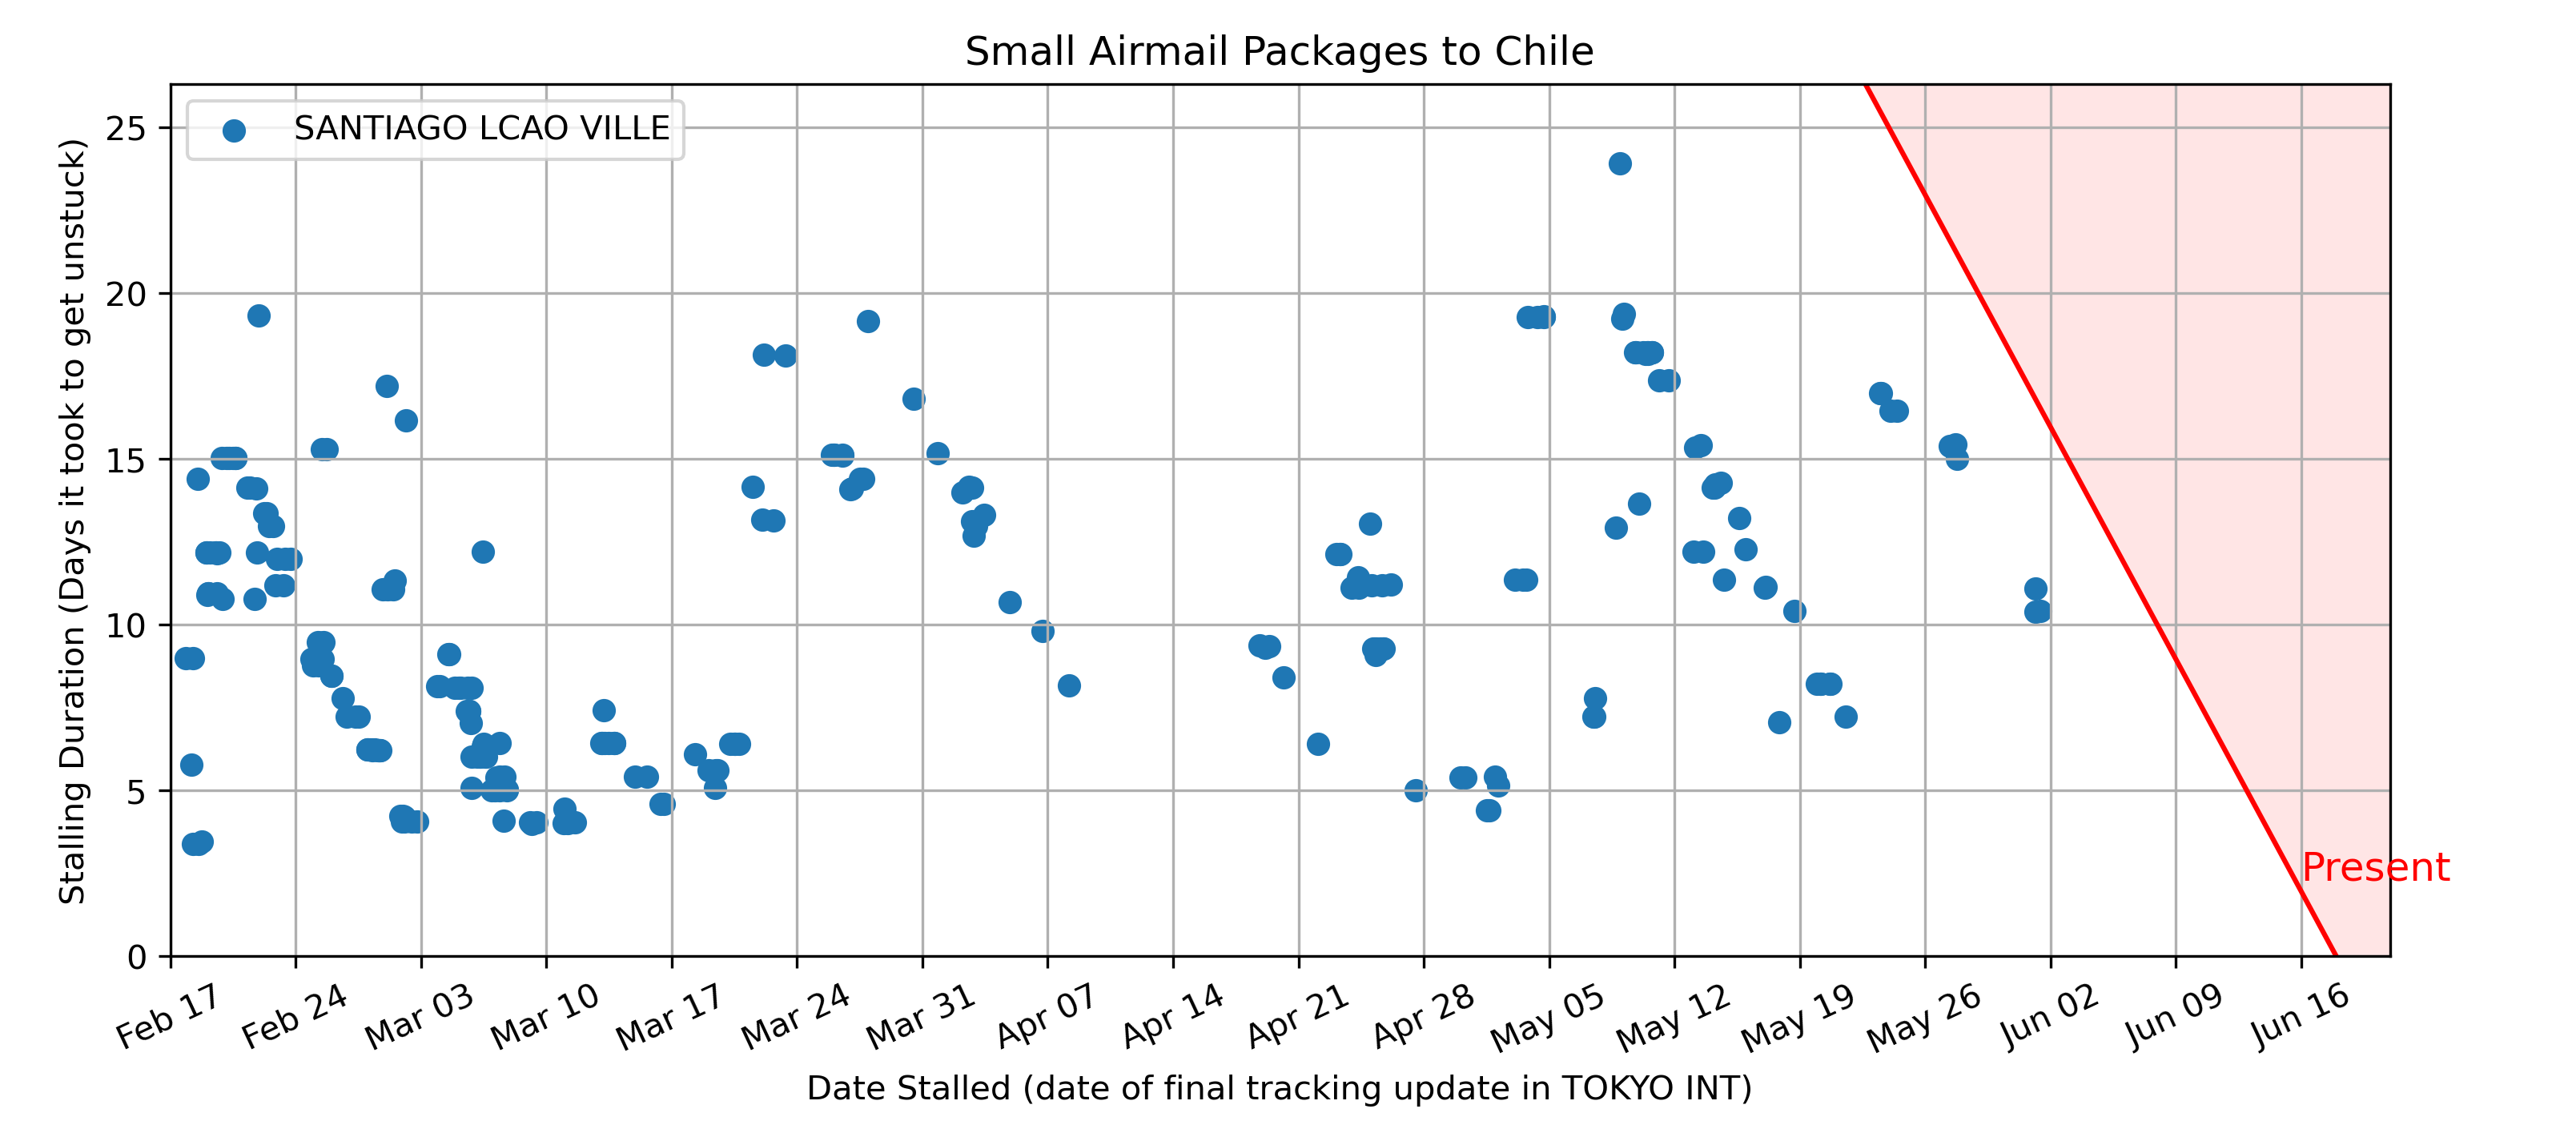 Small Airmail Packages to Chile
SANTIAGO LCAO VILLE
Stalling Duration (Days it took to get unstuck)
25
20
15
10
5
0
Present
Feb 17
Feb 24
Mar 03
Mar 10
Mar 17
Mar 24
Mar 31
Apr 07
Apr 14
Apr 21
Apr 28
May 05
May 12
May 19
May 26
Jun 02
Jun 09
Jun 16
Date Stalled (date of final tracking update in TOKYO INT)